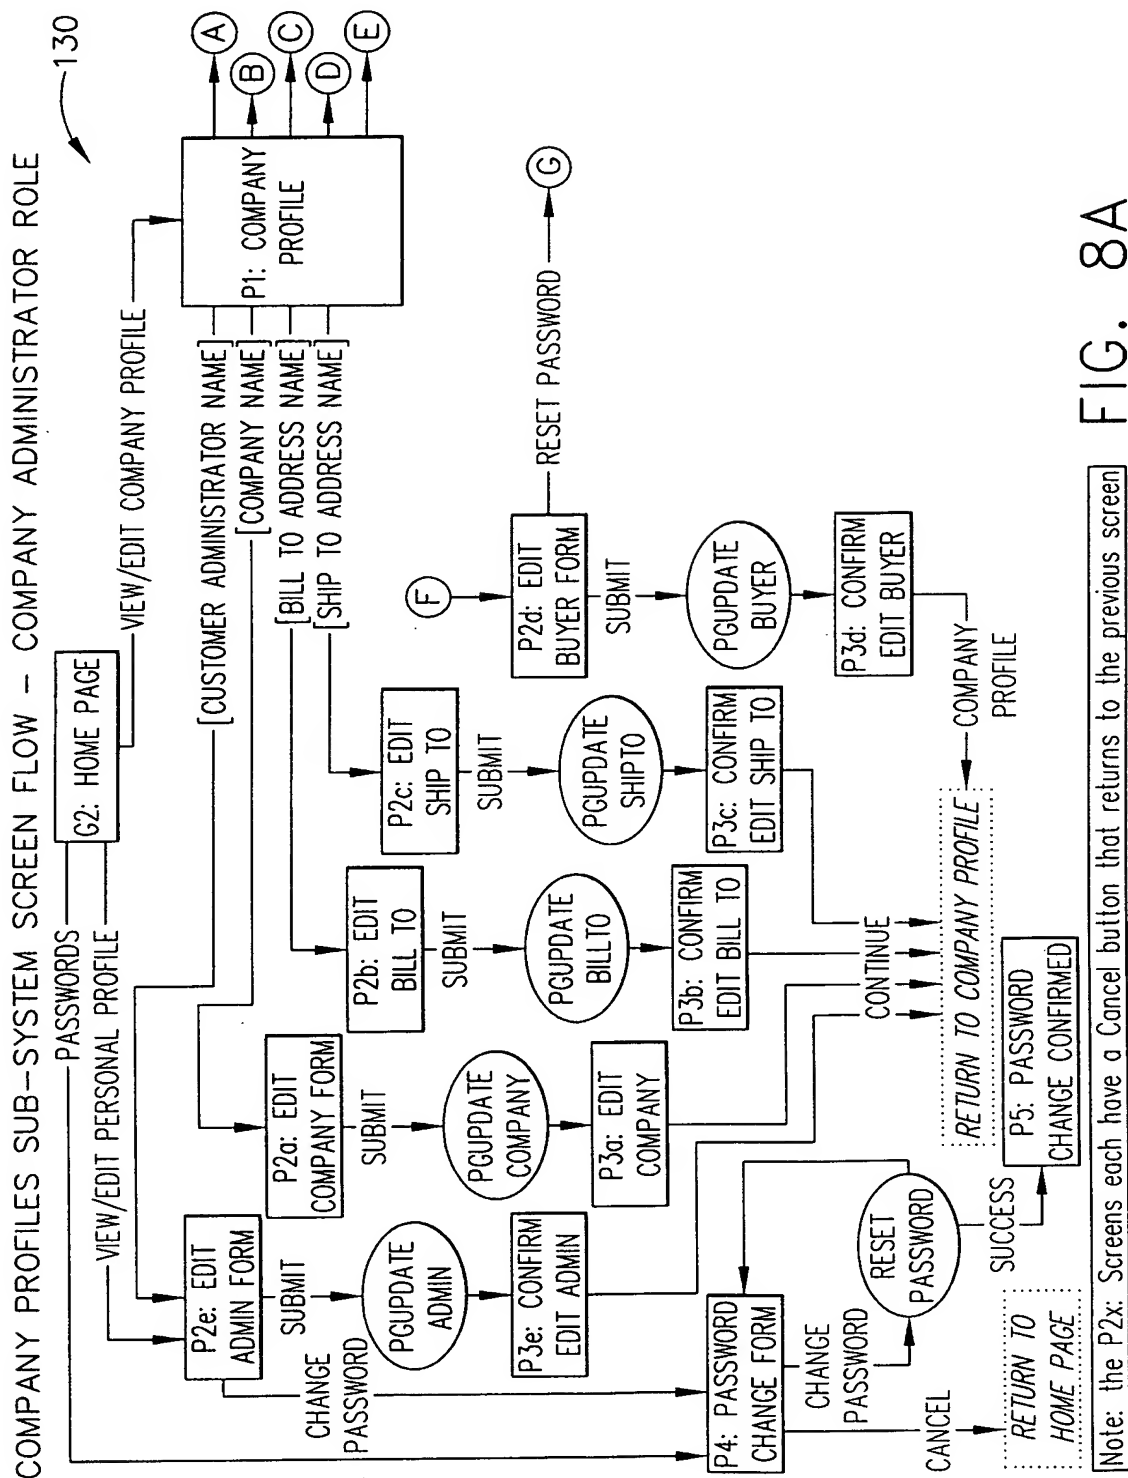 COMPANY PROFILES SUB-SYSTEM SCREEN FLOW - COMPANY ADMINISTRATOR ROLE
130
G2: HOME PAGE
PASSWORDS
VIEW/EDIT PERSONAL PROFILE
VIEW/EDIT COMPANY PROFILE
P1: COMPANY
PROFILE
A
B
C
D
E
[CUSTOMER ADMINISTRATOR NAME]
[COMPANY NAME]
[BILL TO ADDRESS NAME]
[SHIP TO ADDRESS NAME]
P2e: EDIT
ADMIN FORM
SUBMIT
PGUPDATE
ADMIN
P3e: CONFIRM
EDIT ADMIN
CHANGE
PASSWORD
P2a: EDIT
COMPANY FORM
SUBMIT
PGUPDATE
COMPANY
P3a: EDIT
COMPANY
P2b: EDIT
BILL TO
SUBMIT
PGUPDATE
BILLTO
P3b: CONFIRM
EDIT BILL TO
P2c: EDIT
SHIP TO
SUBMIT
PGUPDATE
SHIPTO
P3c: CONFIRM
EDIT SHIP TO
F
P2d: EDIT
BUYER FORM
RESET PASSWORD
G
SUBMIT
PGUPDATE
BUYER
P3d: CONFIRM
EDIT BUYER
COMPANY
PROFILE
CONTINUE
RETURN TO COMPANY PROFILE
P4: PASSWORD
CHANGE FORM
CHANGE
PASSWORD
RESET
PASSWORD
SUCCESS
P5: PASSWORD
CHANGE CONFIRMED
CANCEL
RETURN TO
HOME PAGE
Note: the P2x: Screens each have a Cancel button that returns to the previous screen
FIG. 8A